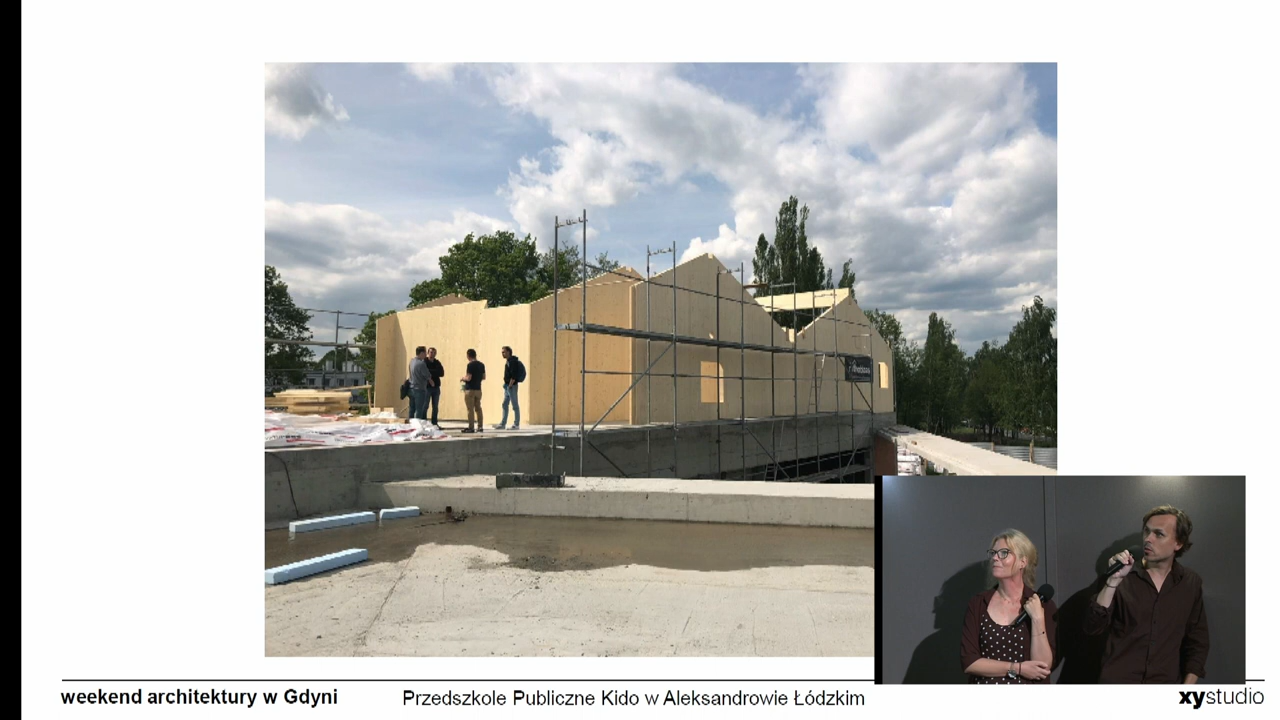 weekend architektury w Gdyni
Przedszkole Publiczne Kido w Aleksandrowie Łódzkim
xystudio